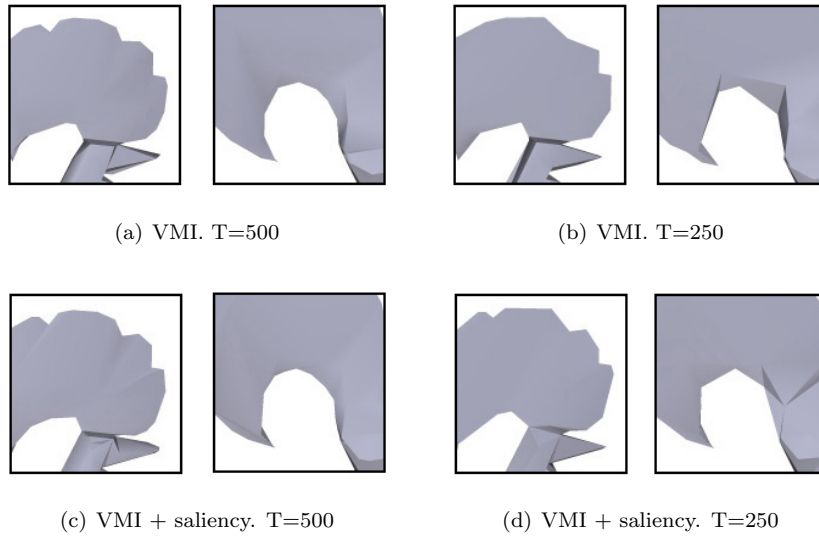 (a) VMI. T=500
(b) VMI. T=250
(c) VMI + saliency. T=500
(d) VMI + saliency. T=250